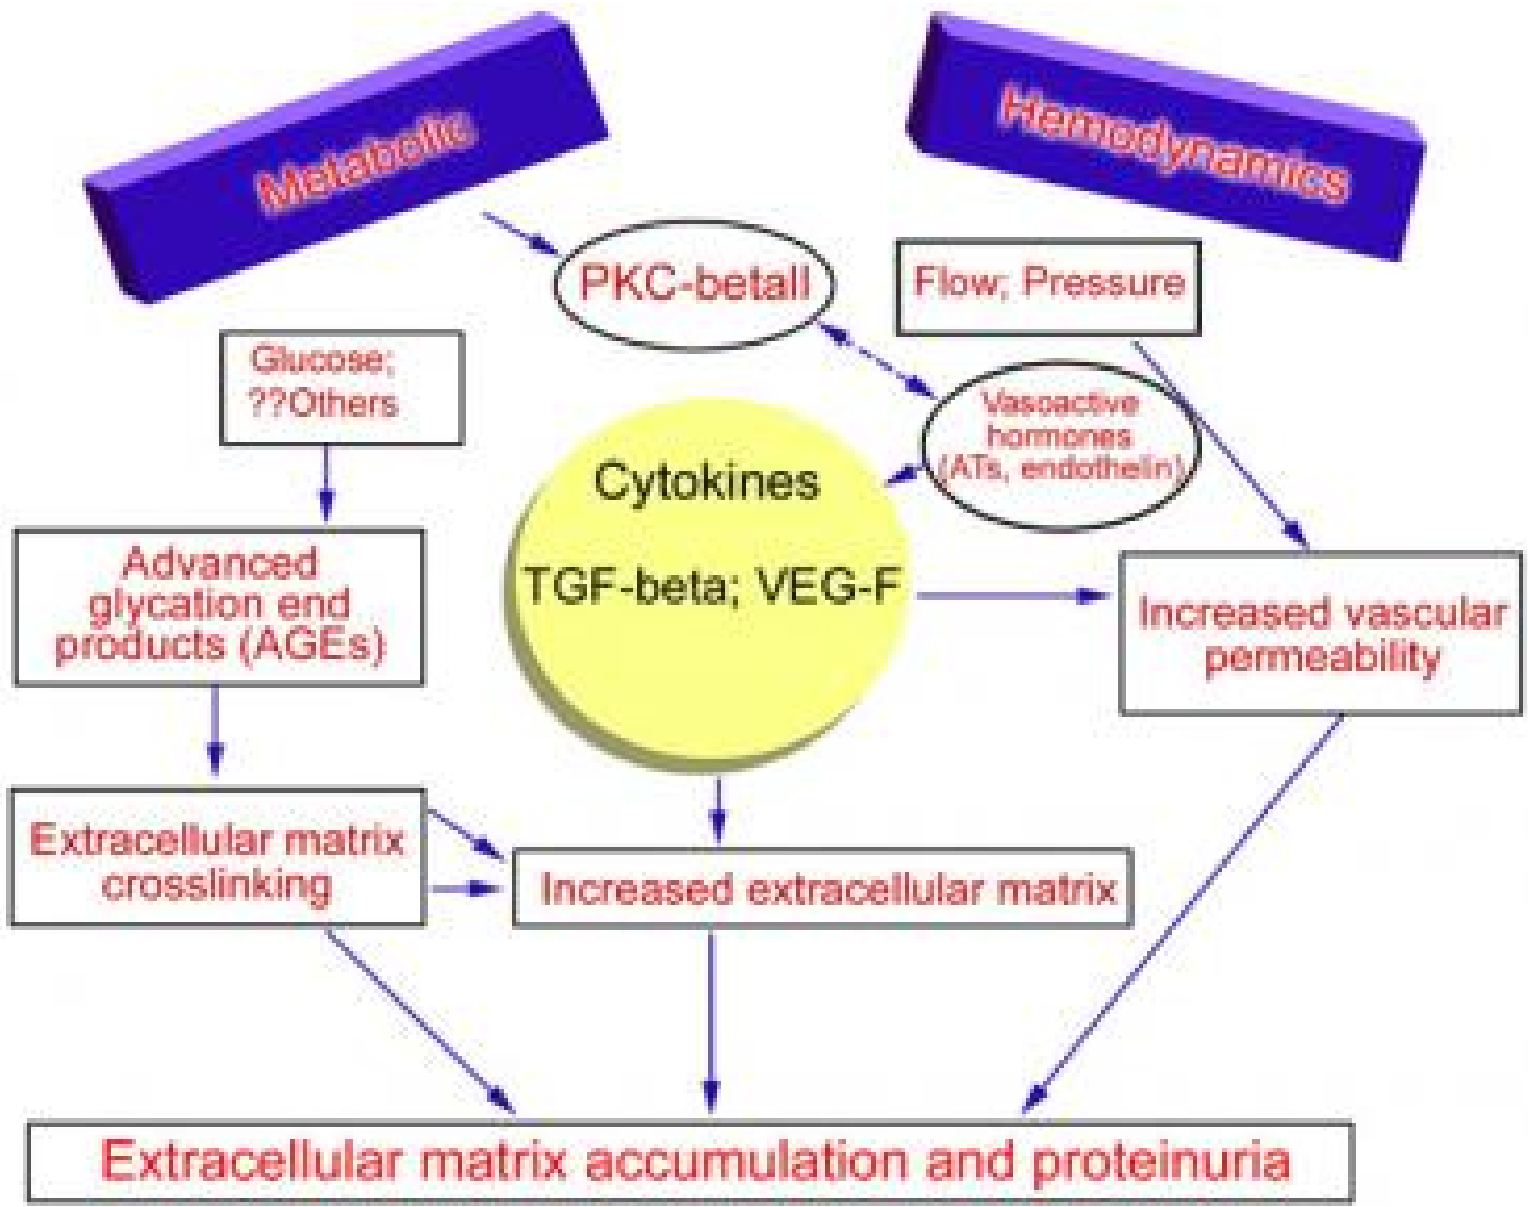 Metabolic
Hemodynamics
PKC-betaII
Flow; Pressure
Glucose;
??Others
Vasoactive
hormones
(ATs, endothelin)
Cytokines
TGF-beta; VEG-F
Advanced
glycation end
products (AGEs)
Increased vascular
permeability
Extracellular matrix
crosslinking
Increased extracellular matrix
Extracellular matrix accumulation and proteinuria